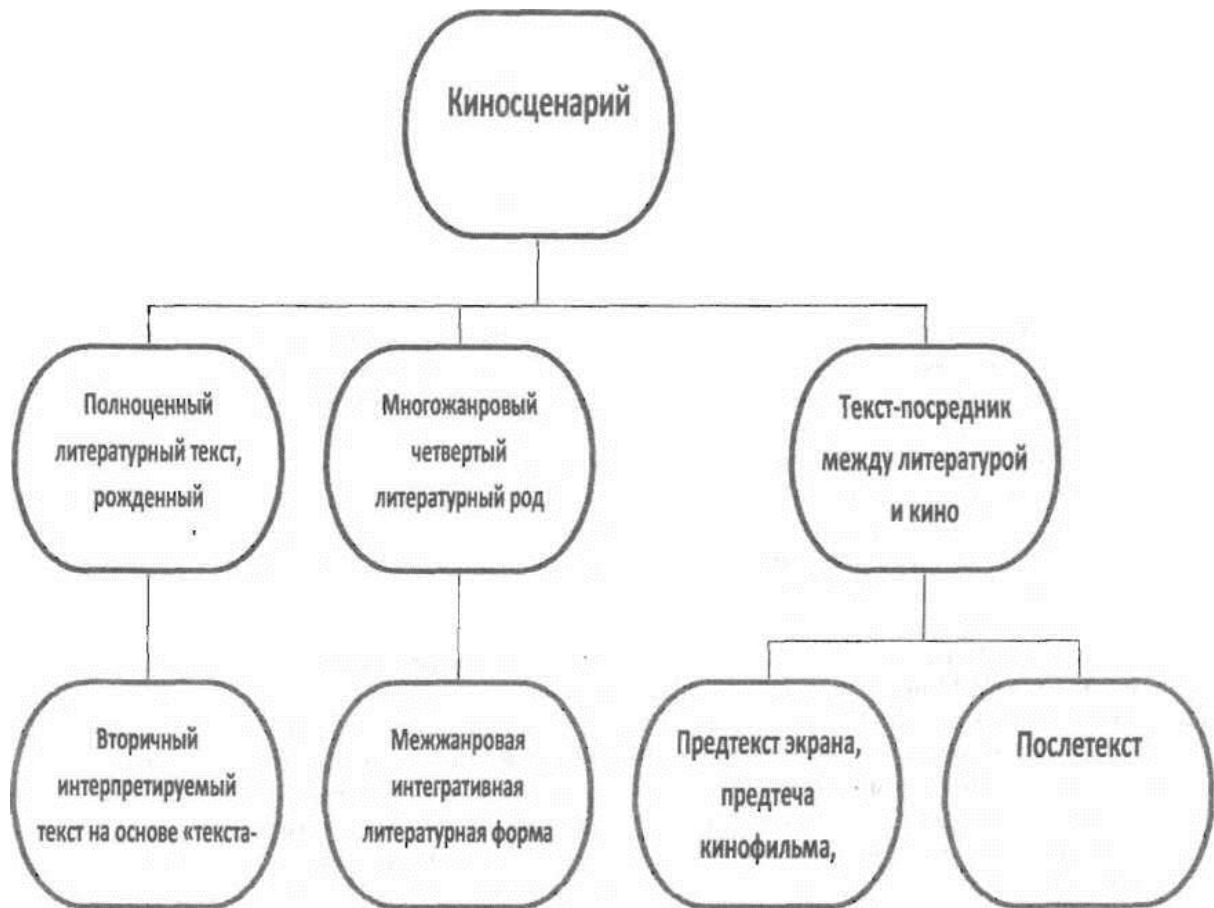 Киносценарий
Полноценный
литературный текст,
рожденный
Многожанровый
четвертый
литературный род
Текст-посредник
между литературой
и кино
Вторичный
интерпретируемый
текст на основе «текста-
Межжанровая
интегративная
литературная форма
Предтекст экрана,
предтеча
кинофильма,
Послетекст